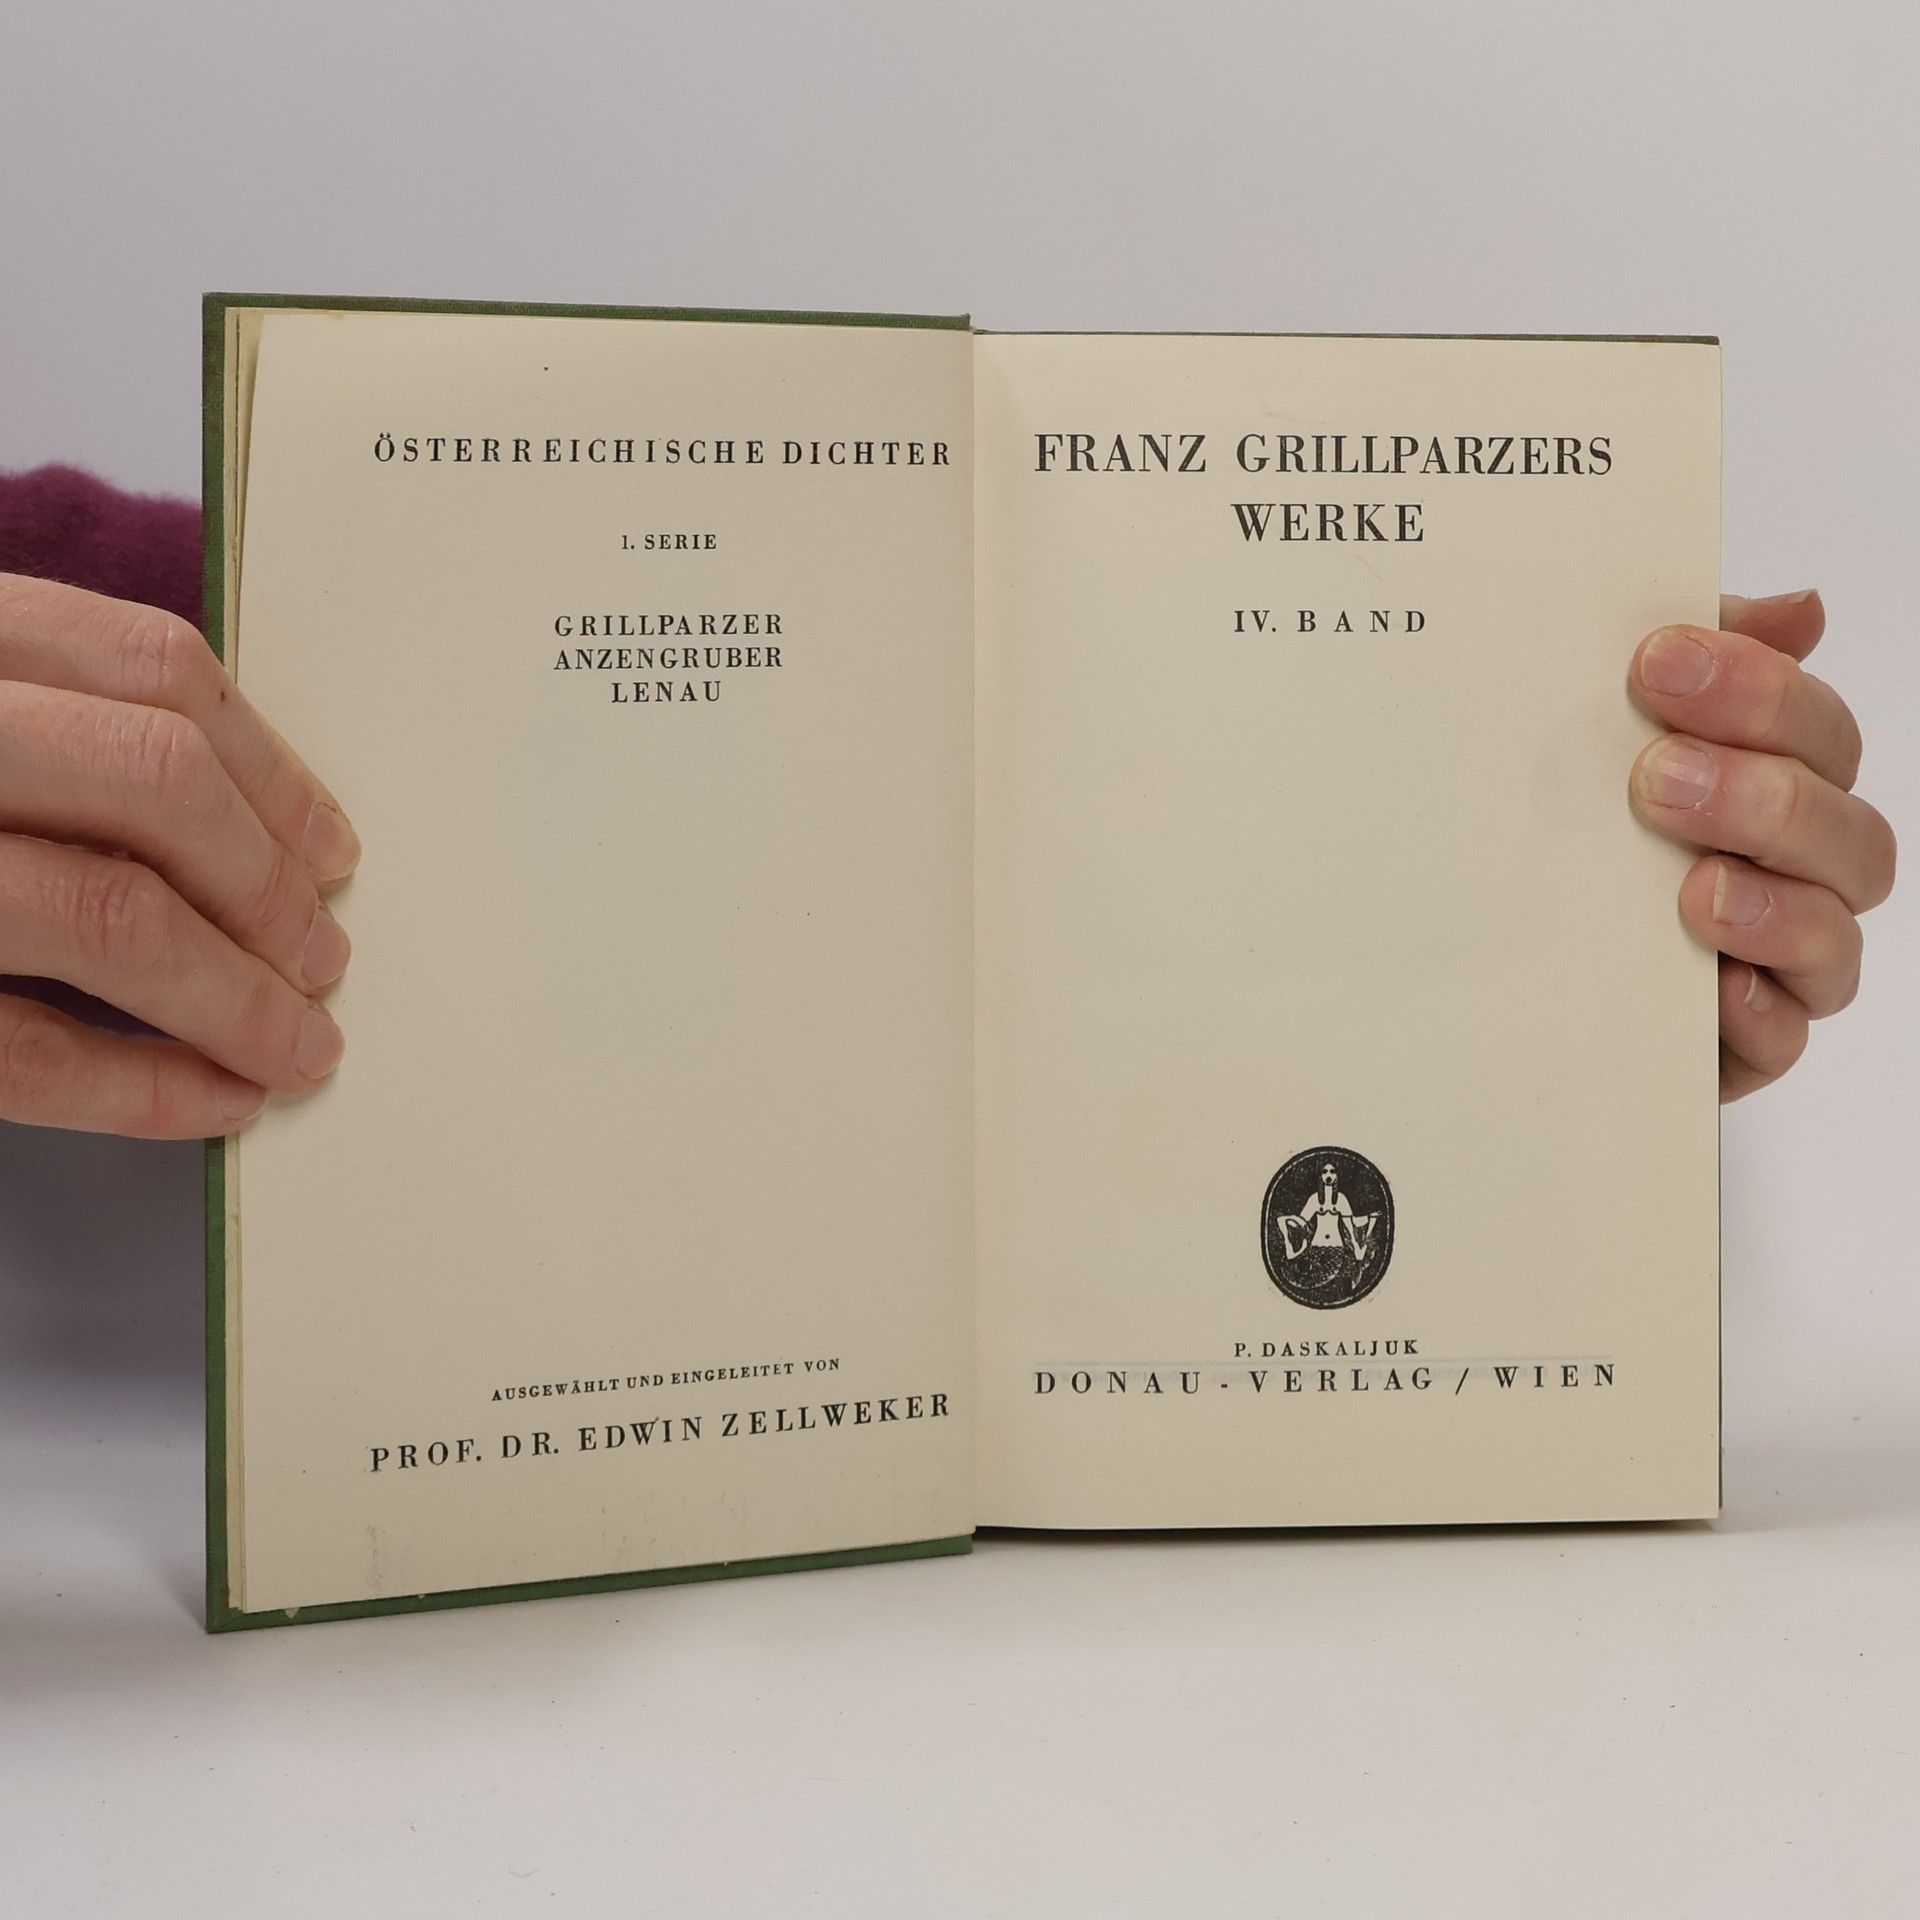 ÖSTERREICHISCHE DICHTER
1. SERIE
GRILLPARZER
ANZENGRUBER
LENAU
AUSGEWÄHLT UND EINGELEITET VON
PROF. DR. EDWIN ZELLWEKER
FRANZ GRILLPARZERS
WERKE
IV. BAND
P. DASKALJUK
DONAU-VERLAG / WIEN